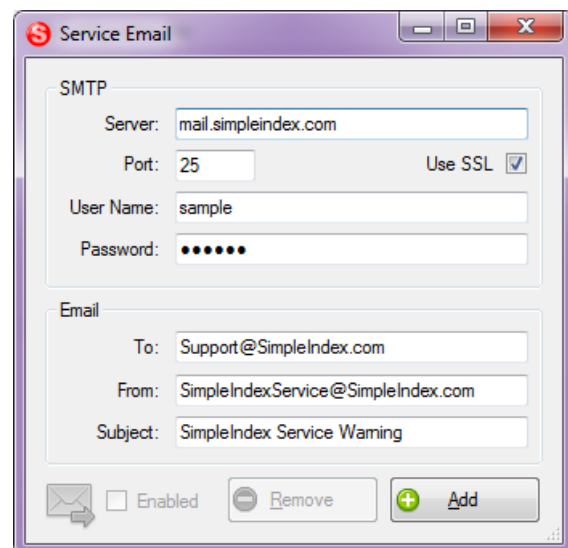 Service Email
SMTP
Server: mail.simpleindex.com
Port: 25 Use SSL
User Name: sample
Password: ●●●●●●
Email
To: Support@SimpleIndex.com
From: SimpleIndexService@SimpleIndex.com
Subject: SimpleIndex Service Warning
Enabled Remove Add